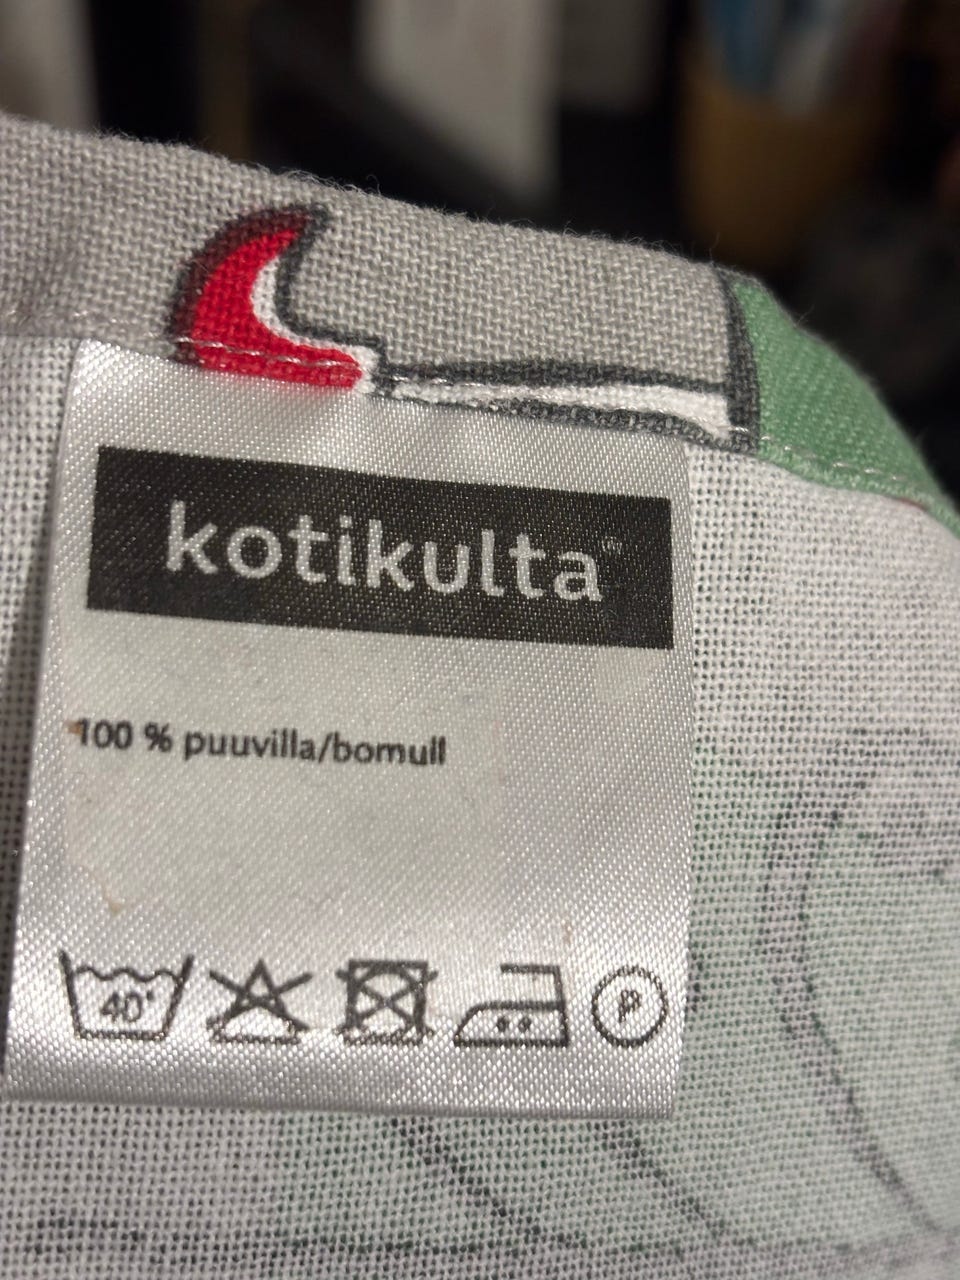 kotikulta®
100 % puuvilla/bomull
40°
P